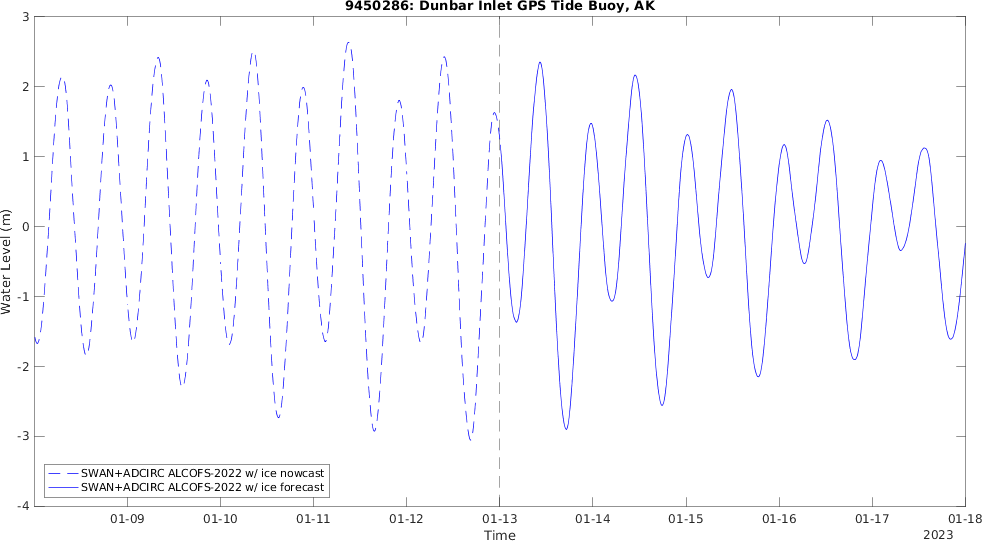 9450286: Dunbar Inlet GPS Tide Buoy, AK
3
2
1
0
-1
-2
-3
-4
Water Level (m)
SWAN+ADCIRC ALCOFS-2022 w/ ice nowcast
SWAN+ADCIRC ALCOFS-2022 w/ ice forecast
01-09 01-10 01-11 01-12 01-13 01-14 01-15 01-16 01-17 01-18
Time
2023